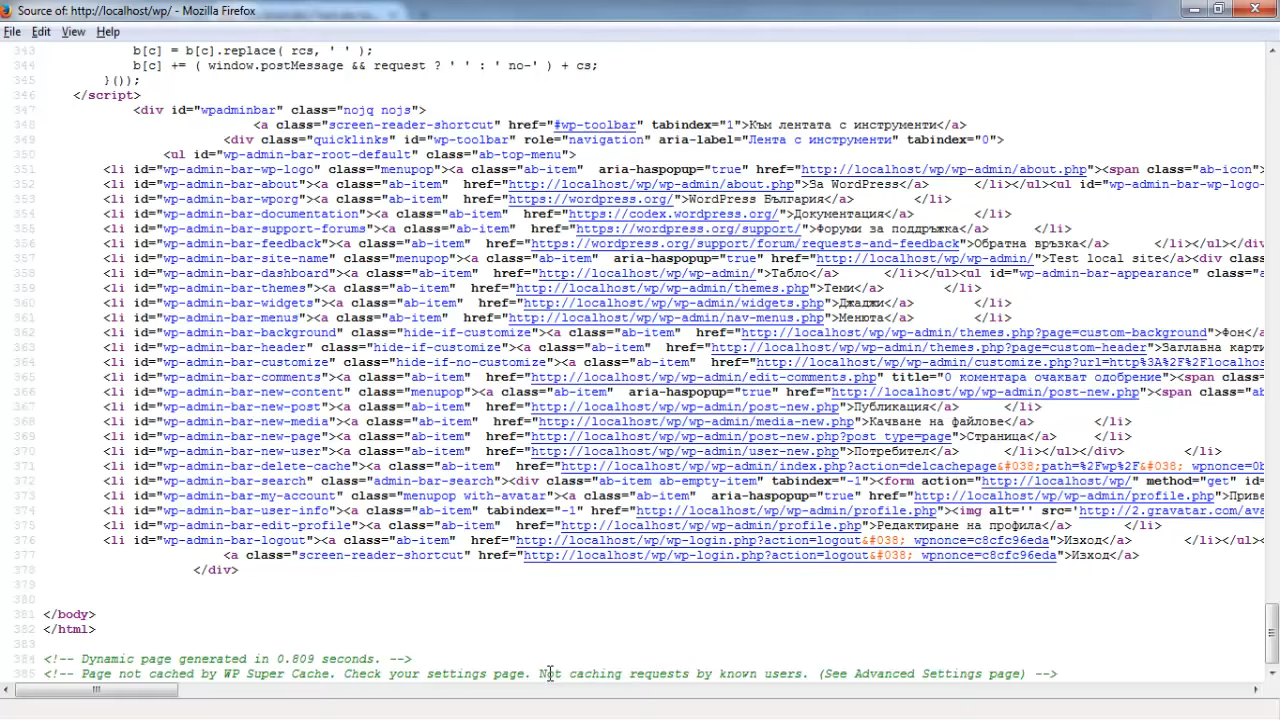 Source of: http://localhost/wp/ - Mozilla Firefox
File Edit View Help
343 b[c] = b[c].replace( rcs, ' ' );
344 b[c] += ( window.postMessage && request ? ' ' : ' no-' ) + cs;
345 }());
346 </script>
347 <div id="wpadminbar" class="nojq nojs">
348 <a class="screen-reader-shortcut" href="#wp-toolbar" tabindex="1">Към лентата с инструменти</a>
349 <div class="quicklinks" id="wp-toolbar" role="navigation" aria-label="Лента с инструменти" tabindex="0">
350 <ul id="wp-admin-bar-root-default" class="ab-top-menu">
351 <li id="wp-admin-bar-wp-logo" class="menupop"><a class="ab-item" aria-haspopup="true" href="http://localhost/wp/wp-admin/about.php"><span class="ab-icon">
352 <li id="wp-admin-bar-about"><a class="ab-item" href="http://localhost/wp/wp-admin/about.php">За WordPress</a> </li></ul><ul id="wp-admin-bar-wp-logo-
353 <li id="wp-admin-bar-wporg"><a class="ab-item" href="https://wordpress.org/">WordPress България</a> </li>
354 <li id="wp-admin-bar-documentation"><a class="ab-item" href="https://codex.wordpress.org/">Документация</a> </li>
355 <li id="wp-admin-bar-support-forums"><a class="ab-item" href="https://wordpress.org/support/">Форуми за поддръжка</a> </li>
356 <li id="wp-admin-bar-feedback"><a class="ab-item" href="https://wordpress.org/support/forum/requests-and-feedback">Обратна връзка</a> </li></ul></div
357 <li id="wp-admin-bar-site-name" class="menupop"><a class="ab-item" aria-haspopup="true" href="http://localhost/wp/wp-admin/">Test local site</a><div c
358 <li id="wp-admin-bar-dashboard"><a class="ab-item" href="http://localhost/wp/wp-admin/">Табло</a> </li></ul><ul id="wp-admin-bar-appearance" class="a
359 <li id="wp-admin-bar-themes"><a class="ab-item" href="http://localhost/wp/wp-admin/themes.php">Теми</a> </li>
360 <li id="wp-admin-bar-widgets"><a class="ab-item" href="http://localhost/wp/wp-admin/widgets.php">Джаджи</a> </li>
361 <li id="wp-admin-bar-menus"><a class="ab-item" href="http://localhost/wp/wp-admin/nav-menus.php">Менюта</a> </li>
362 <li id="wp-admin-bar-background" class="hide-if-customize"><a class="ab-item" href="http://localhost/wp/wp-admin/themes.php?page=custom-background">Фон</a
363 <li id="wp-admin-bar-header" class="hide-if-customize"><a class="ab-item" href="http://localhost/wp/wp-admin/themes.php?page=custom-header">Заглавна карти
364 <li id="wp-admin-bar-customize" class="hide-if-no-customize"><a class="ab-item" href="http://localhost/wp/wp-admin/customize.php?url=http%3A%2F%2Flocalhos
365 <li id="wp-admin-bar-comments"><a class="ab-item" href="http://localhost/wp/wp-admin/edit-comments.php" title="0 коментара очакват одобрение"><span class=
366 <li id="wp-admin-bar-new-content" class="menupop"><a class="ab-item" aria-haspopup="true" href="http://localhost/wp/wp-admin/post-new.php"><span class="ab
367 <li id="wp-admin-bar-new-post"><a class="ab-item" href="http://localhost/wp/wp-admin/post-new.php">Публикация</a> </li>
368 <li id="wp-admin-bar-new-media"><a class="ab-item" href="http://localhost/wp/wp-admin/media-new.php">Качване на файлове</a> </li>
369 <li id="wp-admin-bar-new-page"><a class="ab-item" href="http://localhost/wp/wp-admin/post-new.php?post_type=page">Страница</a> </li>
370 <li id="wp-admin-bar-new-user"><a class="ab-item" href="http://localhost/wp/wp-admin/user-new.php">Потребител</a> </li></ul></div> </li>
371 <li id="wp-admin-bar-delete-cache"><a class="ab-item" href="http://localhost/wp/wp-admin/index.php?action=delcachepage&#038;path=%2Fwp%2F&#038;_wpnonce=0b
372 <li id="wp-admin-bar-search" class="admin-bar-search"><div class="ab-item ab-empty-item" tabindex="-1"><form action="http://localhost/wp/" method="get" id=
373 <li id="wp-admin-bar-my-account" class="menupop with-avatar"><a class="ab-item" aria-haspopup="true" href="http://localhost/wp/wp-admin/profile.php">Приве
374 <li id="wp-admin-bar-user-info"><a class="ab-item" tabindex="-1" href="http://localhost/wp/wp-admin/profile.php"><img alt='' src='http://2.gravatar.com/ava
375 <li id="wp-admin-bar-edit-profile"><a class="ab-item" href="http://localhost/wp/wp-admin/profile.php">Редактиране на профила</a> </li>
376 <li id="wp-admin-bar-logout"><a class="ab-item" href="http://localhost/wp/wp-login.php?action=logout&#038;_wpnonce=c8cfc96eda">Изход</a> </li></ul><
377 <a class="screen-reader-shortcut" href="http://localhost/wp/wp-login.php?action=logout&#038;_wpnonce=c8cfc96eda">Изход</a>
378 </div>
379
380
381 </body>
382 </html>
383
384 <!-- Dynamic page generated in 0.809 seconds. -->
385 <!-- Page not cached by WP Super Cache. Check your settings page. Not caching requests by known users. (See Advanced Settings page) -->